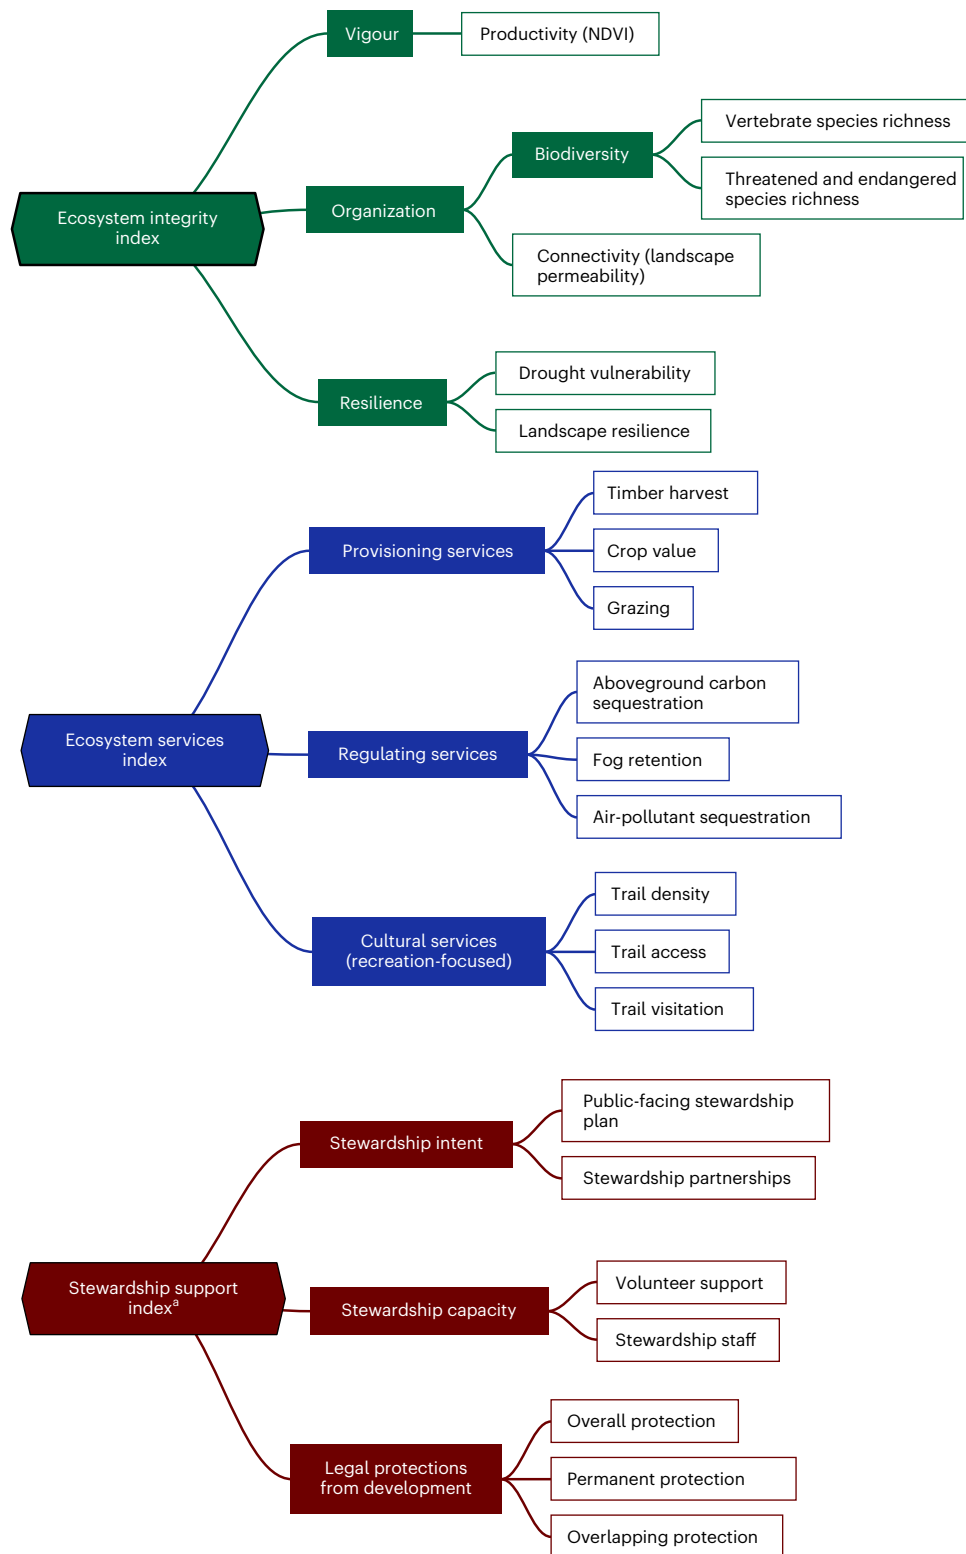 Vigour
Productivity (NDVI)
Vertebrate species richness
Biodiversity
Threatened and endangered
species richness
Ecosystem integrity
index
Organization
Connectivity (landscape
permeability)
Drought vulnerability
Resilience
Landscape resilience
Timber harvest
Provisioning services
Crop value
Grazing
Aboveground carbon
sequestration
Ecosystem services
index
Regulating services
Fog retention
Air-pollutant sequestration
Trail density
Cultural services
(recreation-focused)
Trail access
Trail visitation
Public-facing stewardship
plan
Stewardship intent
Stewardship partnerships
Volunteer support
Stewardship support
indexᵃ
Stewardship capacity
Stewardship staff
Overall protection
Legal protections
from development
Permanent protection
Overlapping protection